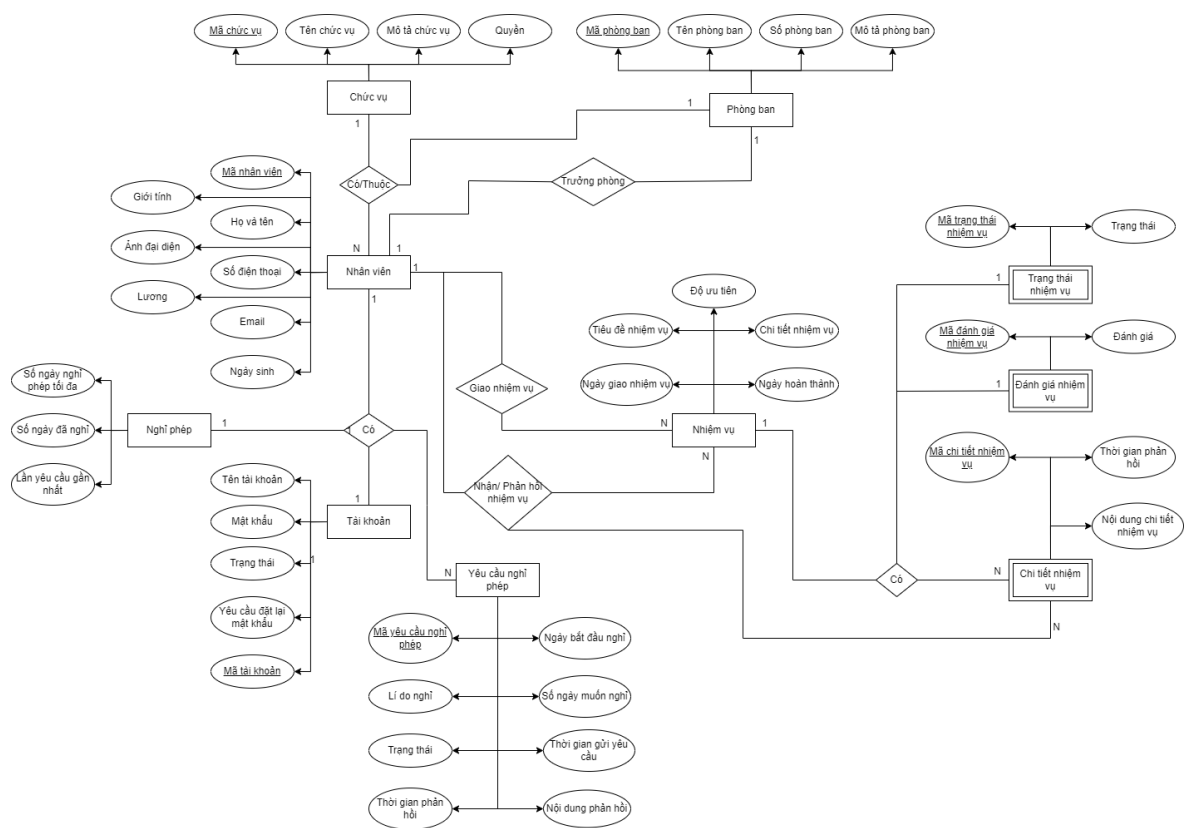 Mã chức vụ
Tên chức vụ
Mô tả chức vụ
Quyền
Mã phòng ban
Tên phòng ban
Số phòng ban
Mô tả phòng ban
Chức vụ
1
Phòng ban
1
1
Có/Thuộc
Trưởng phòng
Mã nhân viên
Giới tính
Họ và tên
Ảnh đại diện
Số điện thoại
Lương
Email
Ngày sinh
N
1
Nhân viên
1
1
Mã trạng thái
nhiệm vụ
Trạng thái
1
Trạng thái
nhiệm vụ
Độ ưu tiên
Tiêu đề nhiệm vụ
Chi tiết nhiệm vụ
Ngày giao nhiệm vụ
Ngày hoàn thành
Mã đánh giá
nhiệm vụ
Đánh giá
1
Đánh giá nhiệm
vụ
Giao nhiệm vụ
Số ngày nghỉ
phép tối đa
Số ngày đã nghỉ
Lần yêu cầu gần
nhất
Nghỉ phép
1
1
Có
N
Nhiệm vụ
1
N
Mã chi tiết nhiệm
vụ
Thời gian phản
hồi
Nội dung chi tiết
nhiệm vụ
Nhận/ Phản hồi
nhiệm vụ
Tên tài khoản
Mật khẩu
Trạng thái
Yêu cầu đặt lại
mật khẩu
Mã tài khoản
1
1
Tài khoản
N
Yêu cầu nghỉ
phép
1
Có
N
Chi tiết nhiệm
vụ
N
Mã yêu cầu nghỉ
phép
Ngày bắt đầu nghỉ
Lí do nghỉ
Số ngày muốn nghỉ
Trạng thái
Thời gian gửi yêu
cầu
Thời gian phản
hồi
Nội dung phản hồi